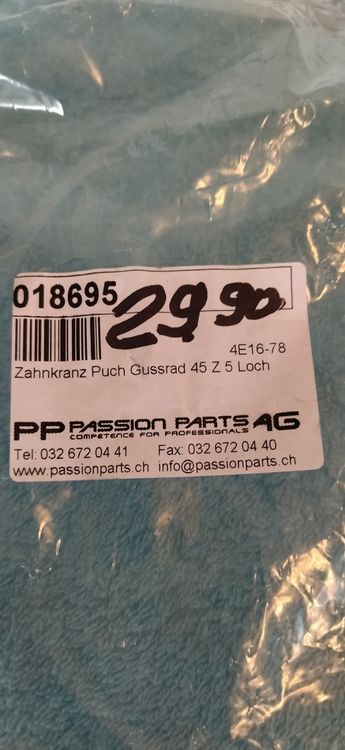 018695 29.90
4E16-78
Zahnkranz Puch Gussrad 45 Z 5 Loch
PP PASSION PARTS AG
COMPETENCE FOR PROFESSIONALS
Tel: 032 672 04 41 Fax: 032 672 04 40
www.passionparts.ch info@passionparts.ch